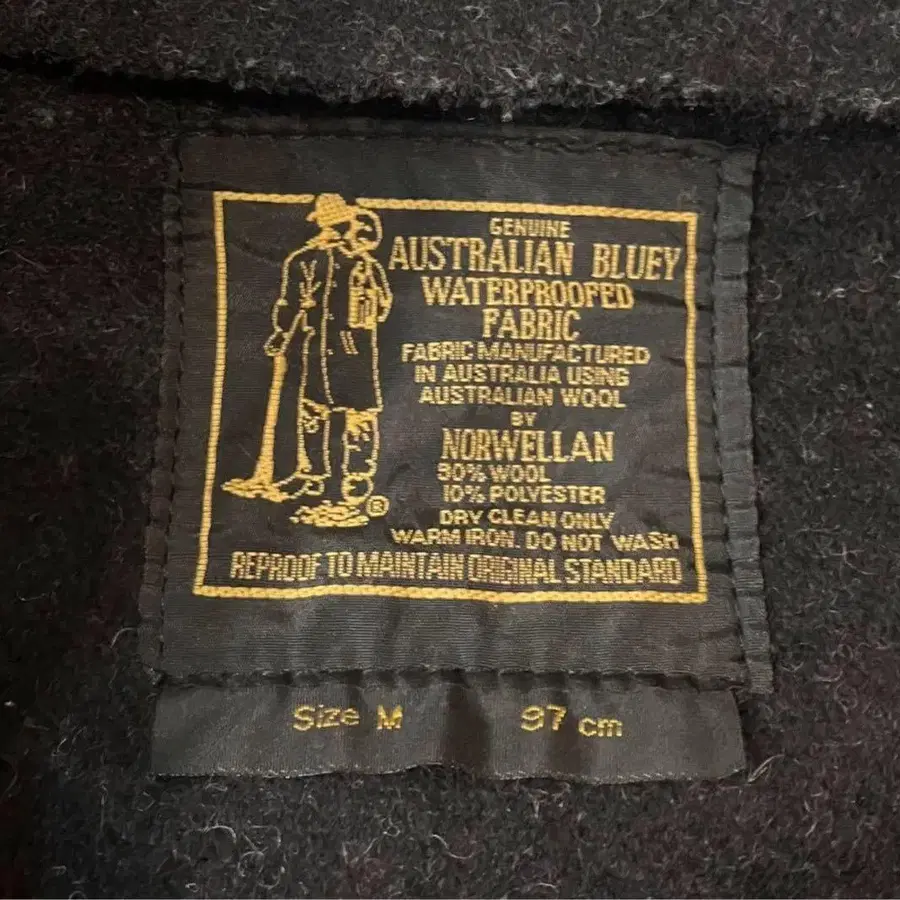 GENUINE
AUSTRALIAN BLUEY
WATERPROOFED
FABRIC
FABRIC MANUFACTURED
IN AUSTRALIA USING
AUSTRALIAN WOOL
BY
NORWELLAN
90% WOOL
10% POLYESTER
DRY CLEAN ONLY
WARM IRON. DO NOT WASH
REPROOF TO MAINTAIN ORIGINAL STANDARD
®
Size M 97 cm